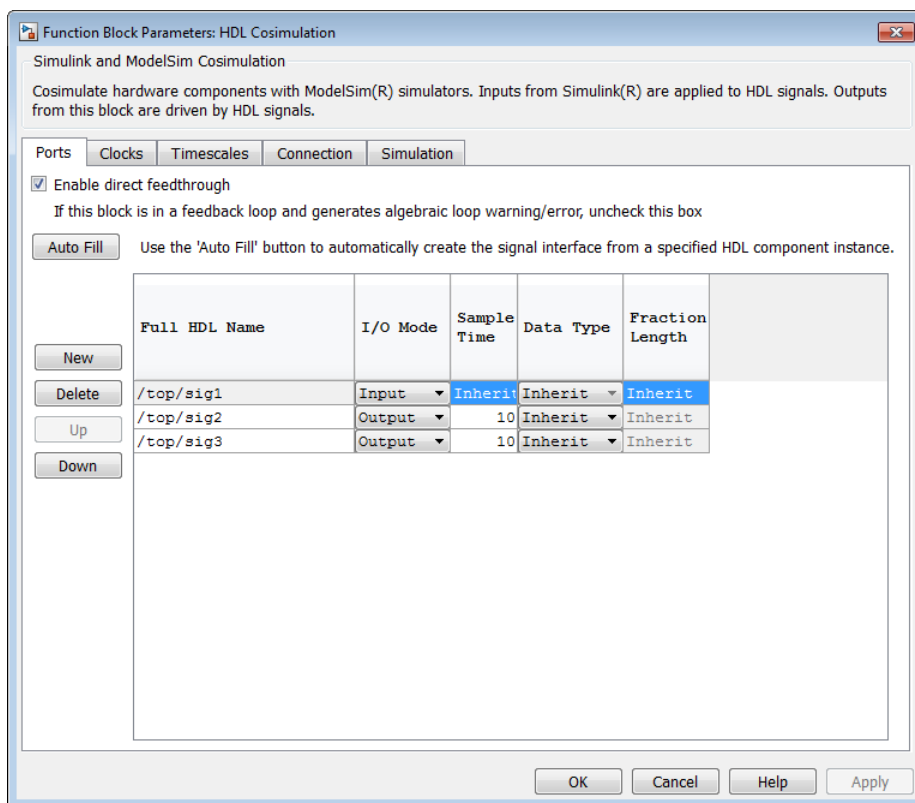 Function Block Parameters: HDL Cosimulation
Simulink and ModelSim Cosimulation
Cosimulate hardware components with ModelSim(R) simulators. Inputs from Simulink(R) are applied to HDL signals. Outputs
from this block are driven by HDL signals.
Ports Clocks Timescales Connection Simulation
Enable direct feedthrough
If this block is in a feedback loop and generates algebraic loop warning/error, uncheck this box
Auto Fill Use the 'Auto Fill' button to automatically create the signal interface from a specified HDL component instance.
Full HDL Name I/O Mode Sample Time Data Type Fraction Length
New
Delete /top/sig1 Input Inherit Inherit Inherit
/top/sig2 Output 10 Inherit Inherit
Up
/top/sig3 Output 10 Inherit Inherit
Down
OK Cancel Help Apply